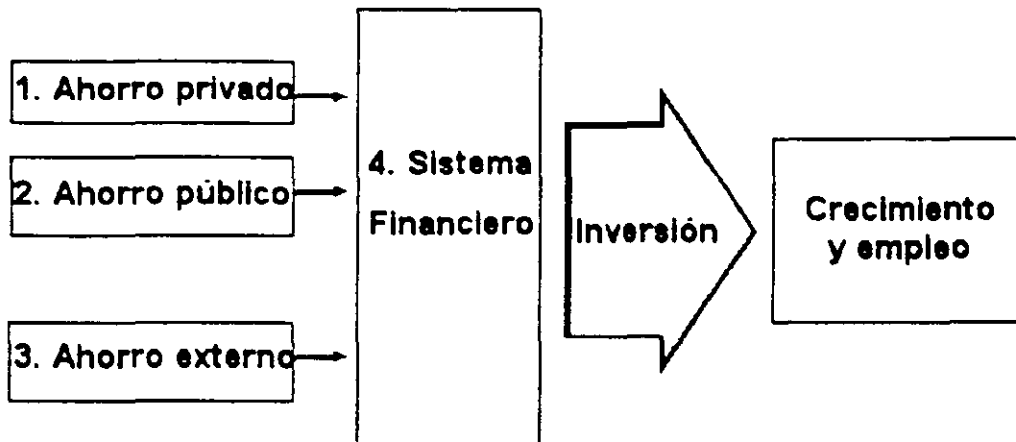 1. Ahorro privado
2. Ahorro público
3. Ahorro externo
4. Sistema
Financiero
Inversión
Crecimiento
y empleo